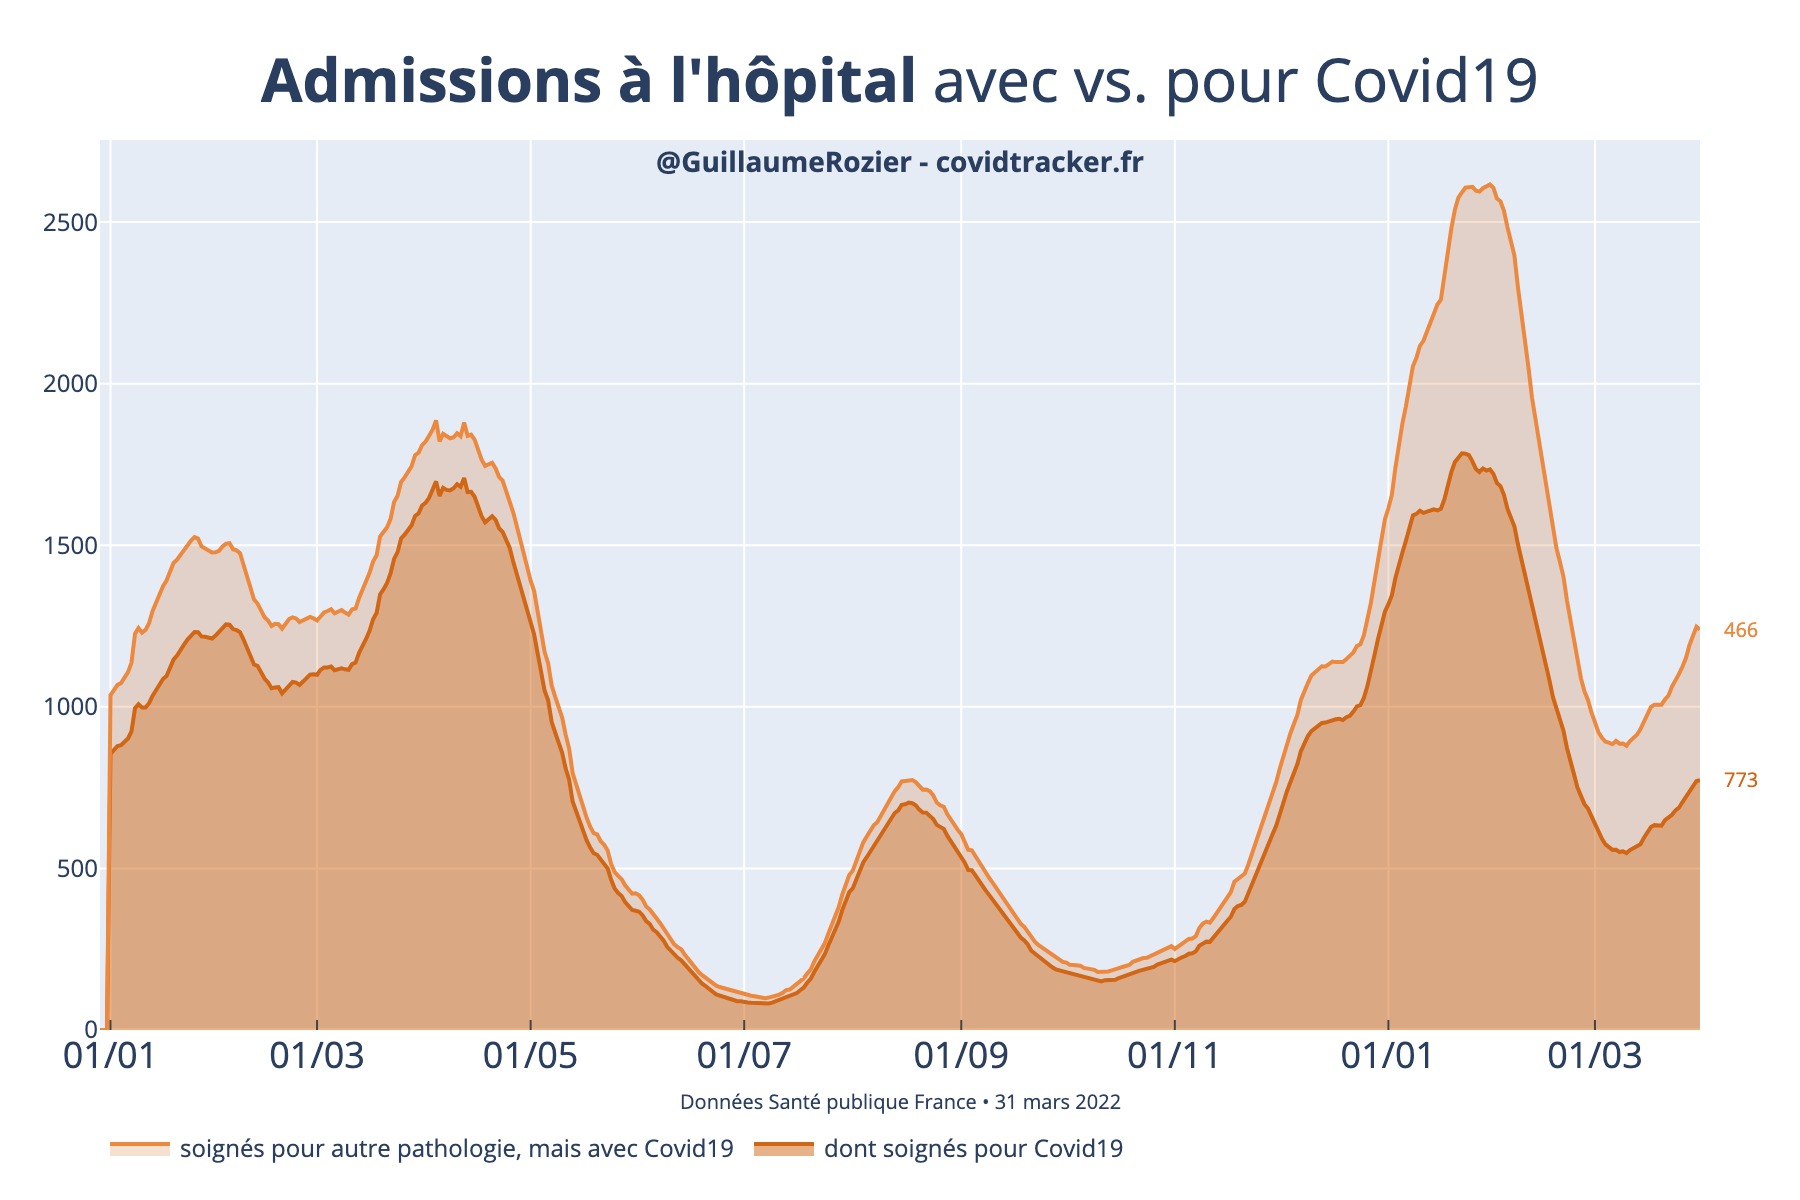 Admissions à l'hôpital avec vs. pour Covid19
@GuillaumeRozier - covidtracker.fr
2500
2000
1500
1000
500
0
466
773
01/01 01/03 01/05 01/07 01/09 01/11 01/01 01/03
Données Santé publique France • 31 mars 2022
soignés pour autre pathologie, mais avec Covid19 dont soignés pour Covid19